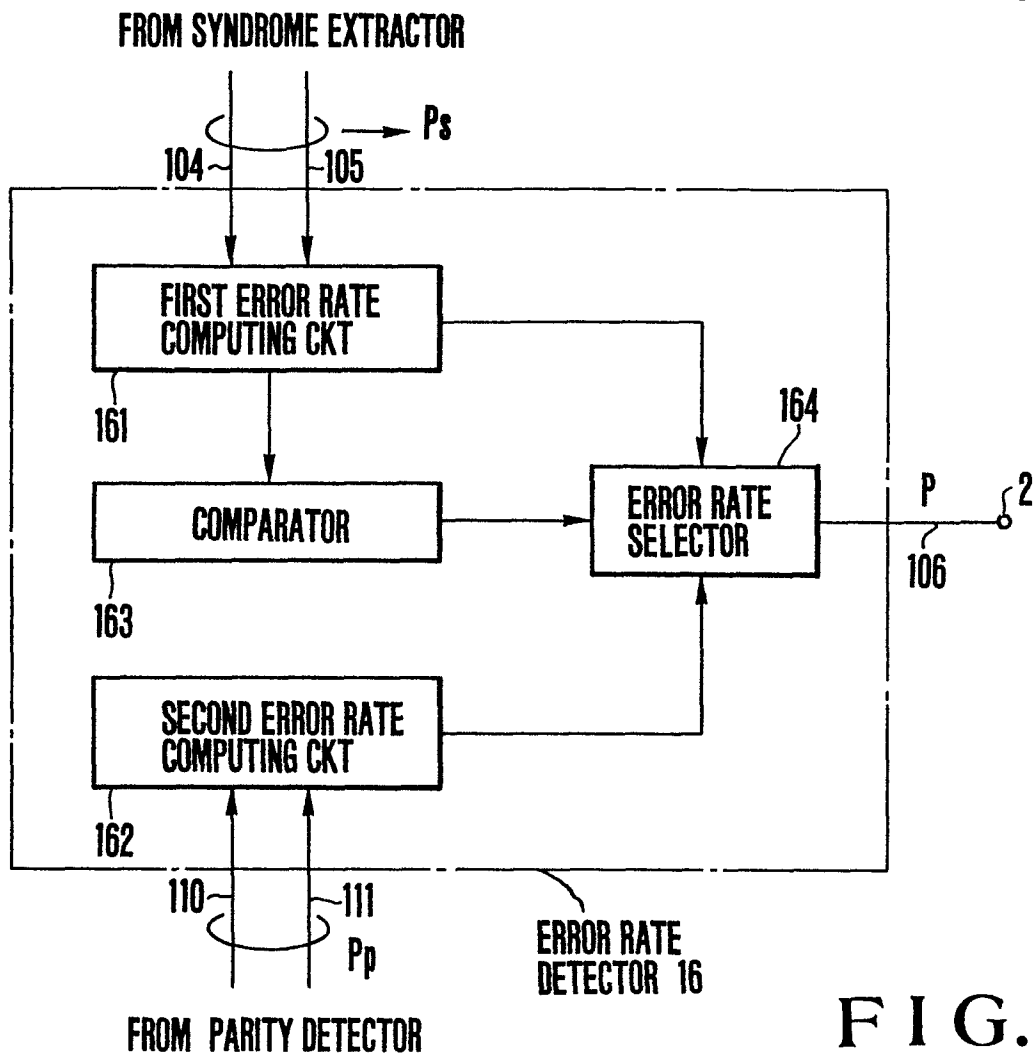 FROM SYNDROME EXTRACTOR
Ps
104
105
FIRST ERROR RATE
COMPUTING CKT
161
164
COMPARATOR
ERROR RATE
SELECTOR
P
2
106
163
SECOND ERROR RATE
COMPUTING CKT
162
110
111
Pp
ERROR RATE
DETECTOR 16
FROM PARITY DETECTOR
FIG.